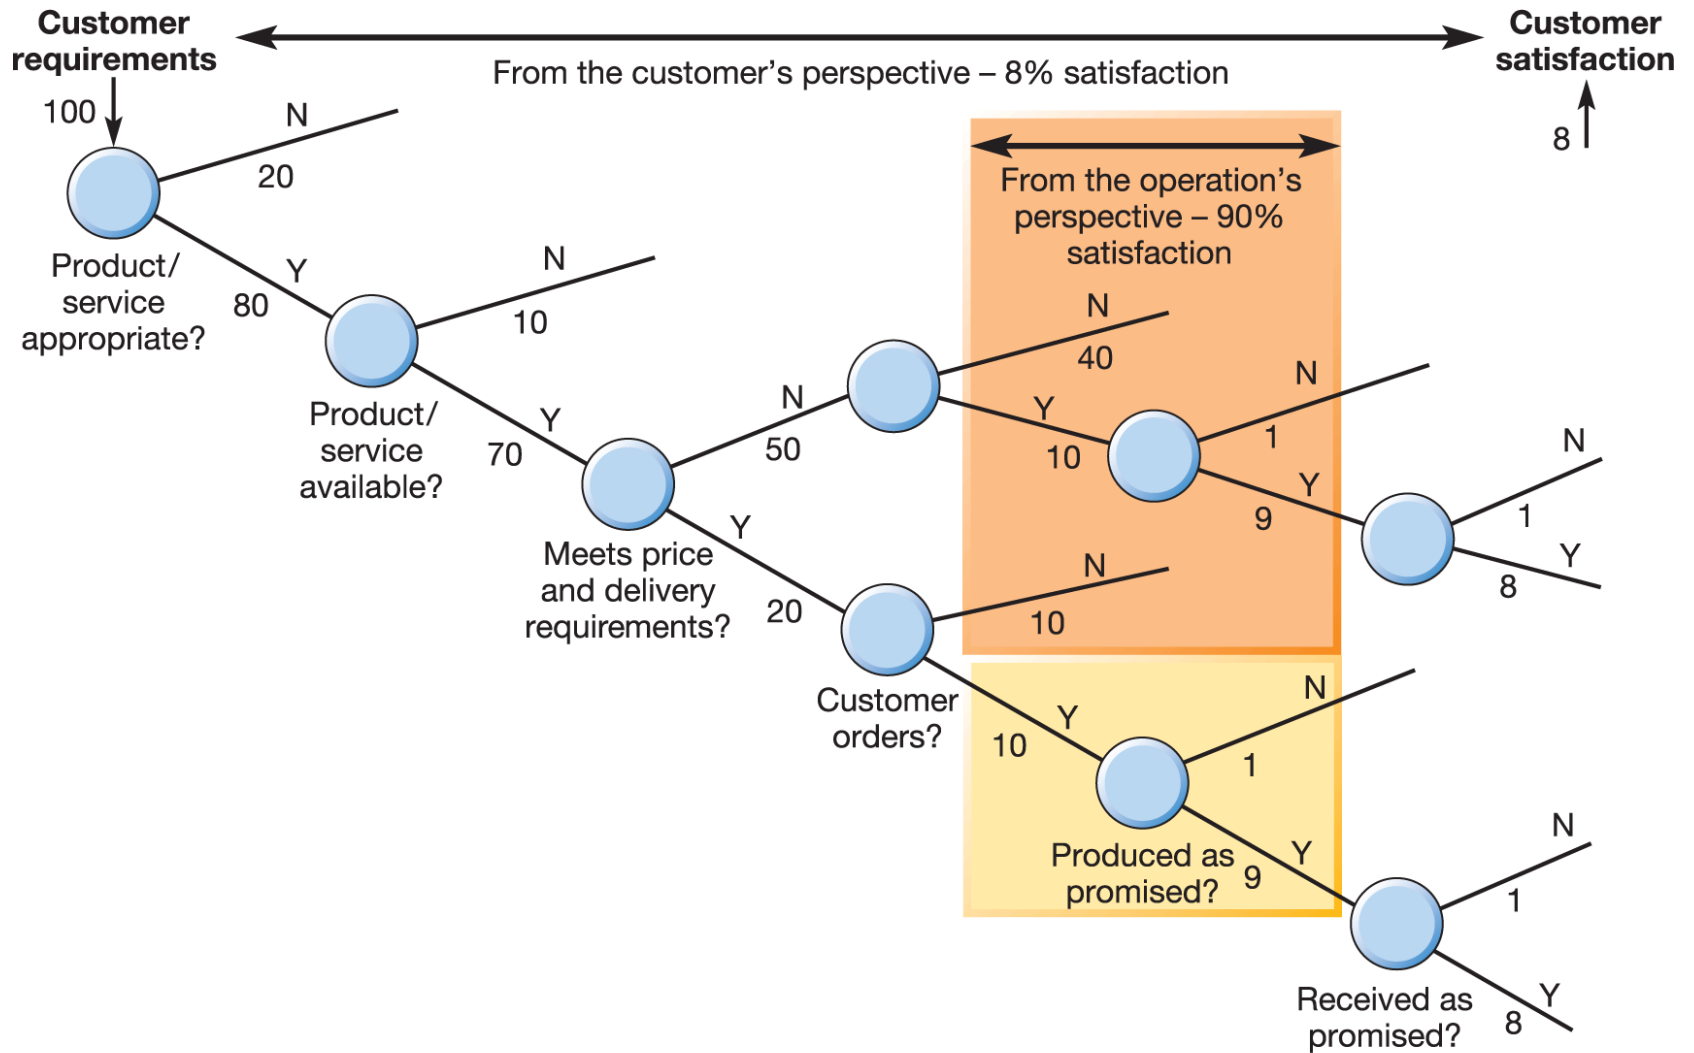 Customer
requirements
From the customer's perspective – 8% satisfaction
Customer
satisfaction
100
8
N
20
Product/
service
appropriate?
Y
80
N
10
Product/
service
available?
Y
70
From the operation's
perspective – 90%
satisfaction
N
50
N
40
Y
10
N
1
Y
9
N
1
Y
8
Meets price
and delivery
requirements?
Y
20
N
10
Customer
orders?
Y
10
N
1
Produced as
promised?
Y
9
N
1
Received as
promised?
Y
8